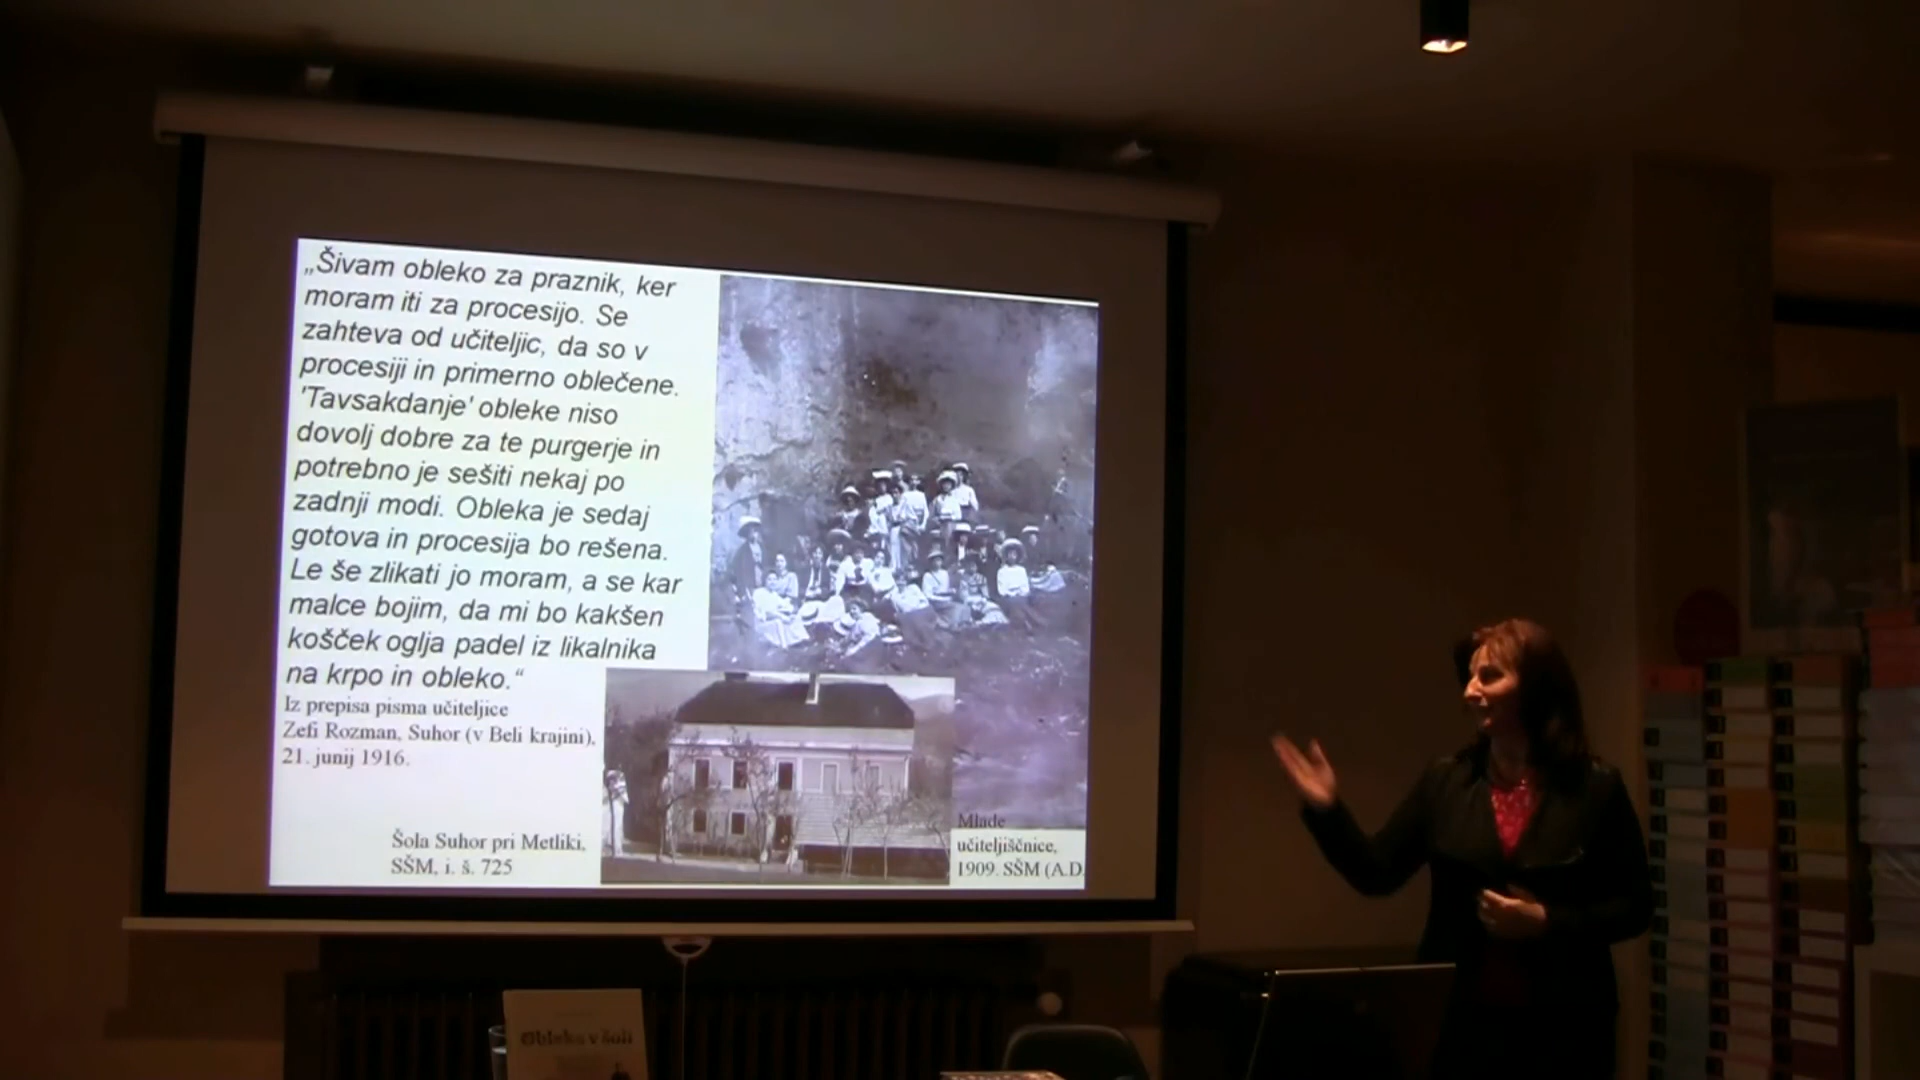 „Šivam obleko za praznik, ker
moram iti za procesijo. Se
zahteva od učiteljic, da so v
procesiji in primerno oblečene.
'Tavsakdanje' obleke niso
dovolj dobre za te purgerje in
potrebno je sešiti nekaj po
zadnji modi. Obleka je sedaj
gotova in procesija bo rešena.
Le še zlikati jo moram, a se kar
malce bojim, da mi bo kakšen
košček oglja padel iz likalnika
na krpo in obleko.“
Iz prepisa pisma učiteljice
Zefi Rozman, Suhor (v Beli krajini),
21. junij 1916.
Šola Suhor pri Metliki,
SŠM, i. š. 725
Mlade
učiteljiščnice,
1909. SŠM (A.D.
Obleka v šoli